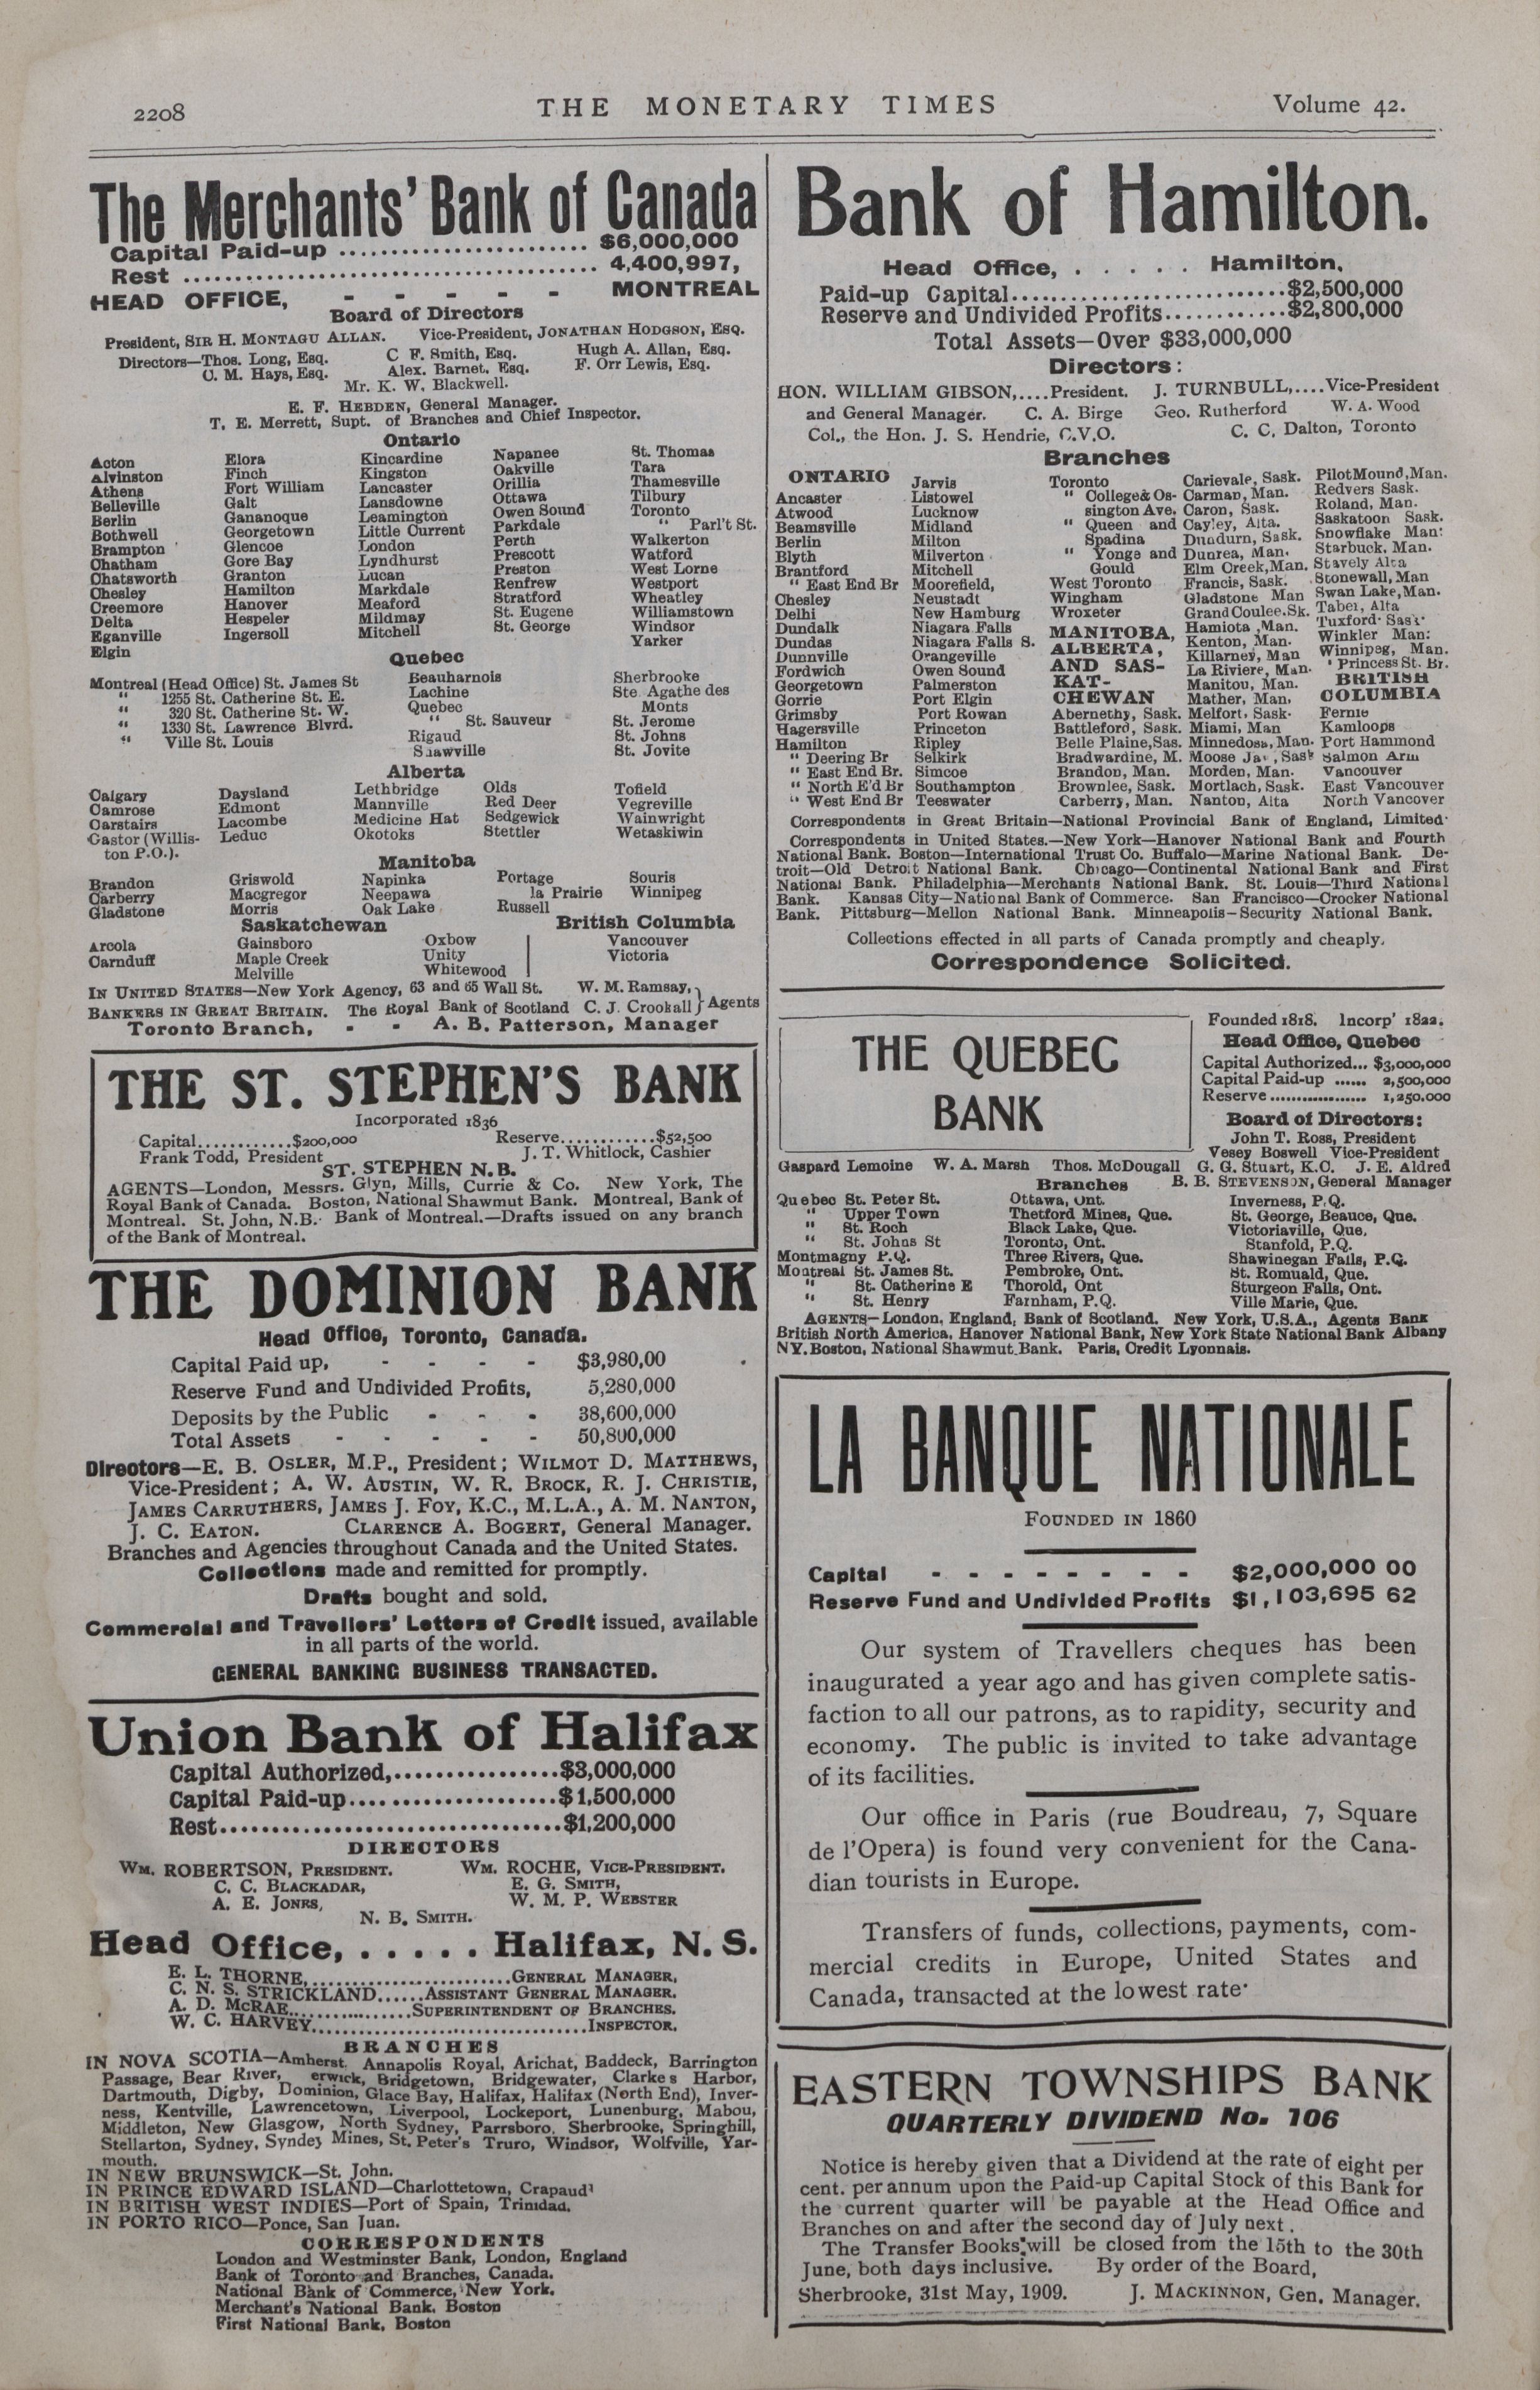 2208
THE MONETARY TIMES
Volume 42.
The Merchants' Bank of Canada
Capital Paid-up ........................ $6,000,000
Rest ..................................... 4,400,997,
HEAD OFFICE, - - - - - MONTREAL
Board of Directors
President, SIR H. MONTAGU ALLAN. Vice-President, JONATHAN HODGSON, ESQ.
Directors—Thos. Long, Esq. C F. Smith, Esq. Hugh A. Allan, Esq.
C. M. Hays, Esq. Alex. Barnet, Esq. F. Orr Lewis, Esq.
Mr. K. W. Blackwell.
E. F. HEBDEN, General Manager.
T. E. Merrett, Supt. of Branches and Chief Inspector.
Ontario
Acton Elora Kincardine Napanee St. Thomas
Alvinston Finch Kingston Oakville Tara
Athens Fort William Lancaster Orillia Thamesville
Belleville Galt Lansdowne Ottawa Tilbury
Berlin Gananoque Leamington Owen Sound Toronto
Bothwell Georgetown Little Current Parkdale " Parl't St.
Brampton Glencoe London Perth Walkerton
Chatham Gore Bay Lyndhurst Prescott Watford
Chatsworth Granton Lucan Preston West Lorne
Chesley Hamilton Markdale Renfrew Westport
Creemore Hanover Meaford Stratford Wheatley
Delta Hespeler Mildmay St. Eugene Williamstown
Eganville Ingersoll Mitchell St. George Windsor
Elgin Yarker
Quebec
Montreal (Head Office) St. James St Beauharnois Sherbrooke
" 1255 St. Catherine St. E. Lachine Ste. Agathe des
" 320 St. Catherine St. W. Quebec Monts
" 1330 St. Lawrence Blvrd. " St. Sauveur St. Jerome
" Ville St. Louis Rigaud St. Johns
Shawville St. Jovite
Alberta
Calgary Daysland Lethbridge Olds Tofield
Camrose Edmont Mannville Red Deer Vegreville
Carstairs Lacombe Medicine Hat Sedgewick Wainwright
Castor (Willis- Leduc Okotoks Stettler Wetaskiwin
ton P.O.).
Manitoba
Brandon Griswold Napinka Portage Souris
Carberry Macgregor Neepawa la Prairie Winnipeg
Gladstone Morris Oak Lake Russell
Saskatchewan British Columbia
Arcola Gainsboro Oxbow Vancouver
Carnduff Maple Creek Unity Victoria
Melville Whitewood
IN UNITED STATES—New York Agency, 63 and 65 Wall St. W. M. Ramsay,
BANKERS IN GREAT BRITAIN. The Royal Bank of Scotland C. J. Crookall } Agents
Toronto Branch, - - A. B. Patterson, Manager
THE ST. STEPHEN'S BANK
Incorporated 1836
Capital............$200,000 Reserve............$52,500
Frank Todd, President J. T. Whitlock, Cashier
ST. STEPHEN N.B.
AGENTS—London, Messrs. Glyn, Mills, Currie & Co. New York, The
Royal Bank of Canada. Boston, National Shawmut Bank. Montreal, Bank of
Montreal. St. John, N.B. Bank of Montreal.—Drafts issued on any branch
of the Bank of Montreal.
THE DOMINION BANK
Head Office, Toronto, Canada.
Capital Paid up, - - - - $3,980,00
Reserve Fund and Undivided Profits, 5,280,000
Deposits by the Public - - - 38,600,000
Total Assets - - - - - 50,800,000
Directors—E. B. OSLER, M.P., President; WILMOT D. MATTHEWS,
Vice-President; A. W. AUSTIN, W. R. BROCK, R. J. CHRISTIE,
JAMES CARRUTHERS, JAMES J. FOY, K.C., M.L.A., A. M. NANTON,
J. C. EATON. CLARENCE A. BOGERT, General Manager.
Branches and Agencies throughout Canada and the United States.
Collections made and remitted for promptly.
Drafts bought and sold.
Commercial and Travellers' Letters of Credit issued, available
in all parts of the world.
GENERAL BANKING BUSINESS TRANSACTED.
Union Bank of Halifax
Capital Authorized,................$3,000,000
Capital Paid-up....................$1,500,000
Rest.................................$1,200,000
DIRECTORS
WM. ROBERTSON, PRESIDENT. WM. ROCHE, VICE-PRESIDENT.
C. C. BLACKADAR, E. G. SMITH,
A. E. JONES, W. M. P. WEBSTER
N. B. SMITH.
Head Office, . . . . . Halifax, N. S.
E. L. THORNE,........................GENERAL MANAGER,
C. N. S. STRICKLAND......ASSISTANT GENERAL MANAGER.
A. D. McRAE..............SUPERINTENDENT OF BRANCHES.
W. C. HARVEY.................................INSPECTOR.
BRANCHES
IN NOVA SCOTIA—Amherst, Annapolis Royal, Arichat, Baddeck, Barrington
Passage, Bear River, erwick, Bridgetown, Bridgewater, Clarke s Harbor,
Dartmouth, Digby, Dominion, Glace Bay, Halifax, Halifax (North End), Inver-
ness, Kentville, Lawrencetown, Liverpool, Lockeport, Lunenburg, Mabou,
Middleton, New Glasgow, North Sydney, Parrsboro, Sherbrooke, Springhill,
Stellarton, Sydney, Syndey Mines, St. Peter's Truro, Windsor, Wolfville, Yar-
mouth.
IN NEW BRUNSWICK—St. John.
IN PRINCE EDWARD ISLAND—Charlottetown, Crapaud
IN BRITISH WEST INDIES—Port of Spain, Trinidad.
IN PORTO RICO—Ponce, San Juan.
CORRESPONDENTS
London and Westminster Bank, London, England
Bank of Toronto and Branches, Canada.
National Bank of Commerce, New York.
Merchant's National Bank. Boston
First National Bank, Boston
Bank of Hamilton.
Head Office, . . . . . Hamilton,
Paid-up Capital...........................$2,500,000
Reserve and Undivided Profits............$2,800,000
Total Assets—Over $33,000,000
Directors:
HON. WILLIAM GIBSON,....President. J. TURNBULL,....Vice-President
and General Manager. C. A. Birge Geo. Rutherford W. A. Wood
Col., the Hon. J. S. Hendrie, C.V.O. C. C. Dalton, Toronto
Branches
ONTARIO Jarvis Toronto Carievale, Sask. PilotMound, Man.
Ancaster Listowel " College& Os- Carman, Man. Redvers Sask.
Atwood Lucknow sington Ave. Caron, Sask. Roland, Man.
Beamsville Midland " Queen and Cayley, Alta. Saskatoon Sask.
Berlin Milton Spadina Dundurn, Sask. Snowflake Man:
Blyth Milverton " Yonge and Dunrea, Man. Starbuck, Man.
Brantford Mitchell Gould Elm Creek, Man. Stavely Alta
" East End Br Moorefield, West Toronto Francis, Sask. Stonewall, Man
Chesley Neustadt Wingham Gladstone Man Swan Lake, Man.
Delhi New Hamburg Wroxeter Grand Coulee.Sk. Taber, Alta
Dundalk Niagara Falls MANITOBA, Hamiota, Man. Tuxford Sask
Dundas Niagara Falls S. ALBERTA, Kenton, Man. Winkler Man:
Dunnville Orangeville AND SAS- Killarney, Man Winnipeg, Man.
Fordwich Owen Sound KAT- La Riviere, Man. " Princess St. Br.
Georgetown Palmerston CHEWAN Manitou, Man. BRITISH
Gorrie Port Elgin Mather, Man. COLUMBIA
Grimsby Port Rowan Abernethy, Sask. Melfort, Sask. Fernie
Hagersville Princeton Battleford, Sask. Miami, Man Kamloops
Hamilton Ripley Belle Plaine, Sas. Minnedosa, Man. Port Hammond
" Deering Br Selkirk Bradwardine, M. Moose Jaw, Sask Salmon Arm
" East End Br. Simcoe Brandon, Man. Morden, Man. Vancouver
" North E'd Br Southampton Brownlee, Sask. Mortlach, Sask. East Vancouver
" West End Br Teeswater Carberry, Man. Nanton, Alta North Vancover
Correspondents in Great Britain—National Provincial Bank of England, Limited.
Correspondents in United States.—New York—Hanover National Bank and Fourth
National Bank. Boston—International Trust Co. Buffalo—Marine National Bank. De-
troit—Old Detroit National Bank. Chicago—Continental National Bank and First
National Bank. Philadelphia—Merchants National Bank. St. Louis—Third National
Bank. Kansas City—National Bank of Commerce. San Francisco—Crocker National
Bank. Pittsburg—Mellon National Bank. Minneapolis—Security National Bank.
Collections effected in all parts of Canada promptly and cheaply.
Correspondence Solicited.
THE QUEBEC
BANK
Founded 1818. Incorp' 1822.
Head Office, Quebec
Capital Authorized... $3,000,000
Capital Paid-up ...... 2,500,000
Reserve.................. 1,250.000
Board of Directors:
John T. Ross, President
Vesey Boswell Vice-President
Gaspard Lemoine W. A. Marsh Thos. McDougall G. G. Stuart, K.C. J. E. Aldred
Branches B. B. STEVENSON, General Manager
Quebec St. Peter St. Ottawa, Ont. Inverness, P.Q.
" Upper Town Thetford Mines, Que. St. George, Beauce, Que.
" St. Roch Black Lake, Que. Victoriaville, Que.
" St. Johns St Toronto, Ont. Stanfold, P.Q.
Montmagny P.Q. Three Rivers, Que. Shawinegan Falls, P.Q.
Montreal St. James St. Pembroke, Ont. St. Romuald, Que.
" St. Catherine E Thorold, Ont Sturgeon Falls, Ont.
" St. Henry Farnham, P.Q. Ville Marie, Que.
AGENTS—London, England, Bank of Scotland. New York, U.S.A., Agents Bank
British North America, Hanover National Bank, New York State National Bank Albany
NY. Boston, National Shawmut Bank. Paris, Credit Lyonnais.
LA BANQUE NATIONALE
FOUNDED IN 1860
Capital - - - - - - - - $2,000,000 00
Reserve Fund and Undivided Profits $1,103,695 62
Our system of Travellers cheques has been
inaugurated a year ago and has given complete satis-
faction to all our patrons, as to rapidity, security and
economy. The public is invited to take advantage
of its facilities.
Our office in Paris (rue Boudreau, 7, Square
de l'Opera) is found very convenient for the Cana-
dian tourists in Europe.
Transfers of funds, collections, payments, com-
mercial credits in Europe, United States and
Canada, transacted at the lowest rate.
EASTERN TOWNSHIPS BANK
QUARTERLY DIVIDEND No. 106
Notice is hereby given that a Dividend at the rate of eight per
cent. per annum upon the Paid-up Capital Stock of this Bank for
the current quarter will be payable at the Head Office and
Branches on and after the second day of July next.
The Transfer Books will be closed from the 15th to the 30th
June, both days inclusive. By order of the Board,
Sherbrooke, 31st May, 1909. J. MACKINNON, Gen. Manager.